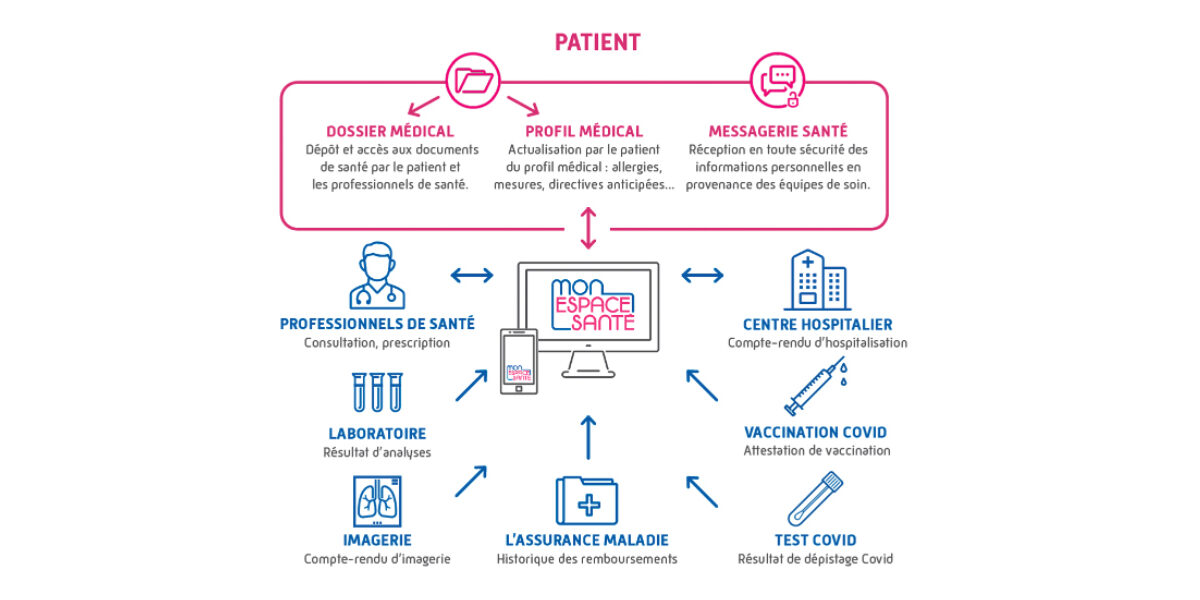 PATIENT
DOSSIER MÉDICAL
Dépôt et accès aux documents
de santé par le patient et
les professionnels de santé.
PROFIL MÉDICAL
Actualisation par le patient
du profil médical : allergies,
mesures, directives anticipées...
MESSAGERIE SANTÉ
Réception en toute sécurité des
informations personnelles en
provenance des équipes de soin.
MON
ESPACE
SANTÉ
MON
ESPACE
SANTÉ
PROFESSIONNELS DE SANTÉ
Consultation, prescription
CENTRE HOSPITALIER
Compte-rendu d'hospitalisation
LABORATOIRE
Résultat d'analyses
VACCINATION COVID
Attestation de vaccination
IMAGERIE
Compte-rendu d'imagerie
L'ASSURANCE MALADIE
Historique des remboursements
TEST COVID
Résultat de dépistage Covid